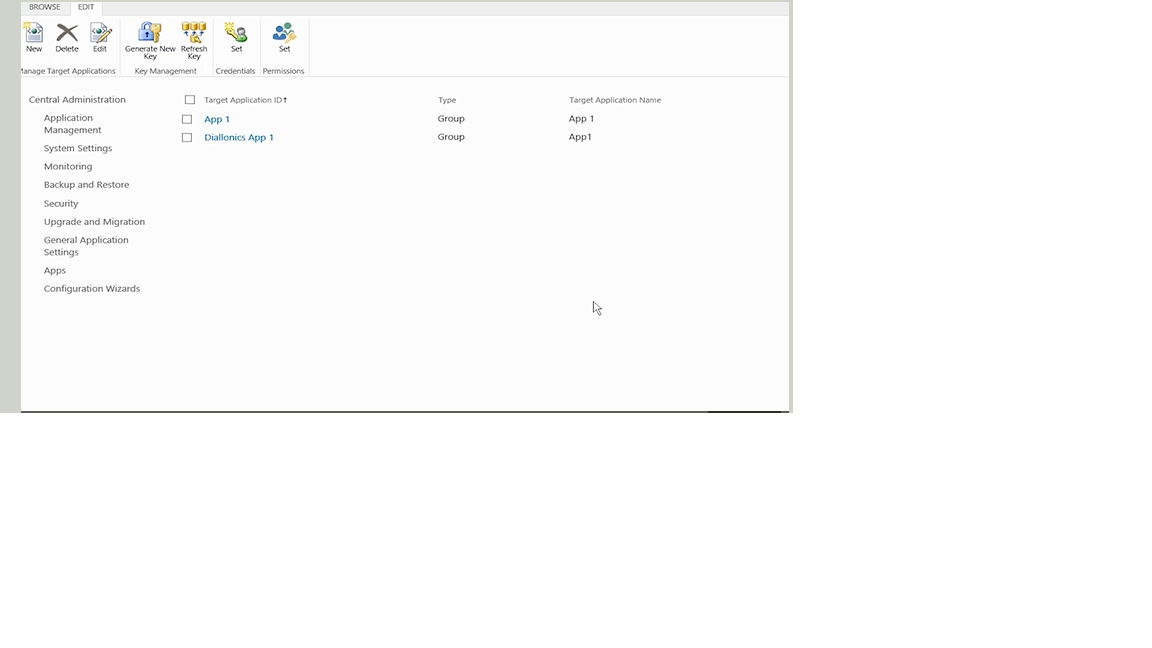 BROWSE EDIT
New Delete Edit Generate New Key Refresh Key Set Set
Manage Target Applications Key Management Credentials Permissions
Central Administration
Application
Management
System Settings
Monitoring
Backup and Restore
Security
Upgrade and Migration
General Application
Settings
Apps
Configuration Wizards
Target Application ID↑ Type Target Application Name
App 1 Group App 1
Diallonics App 1 Group App1